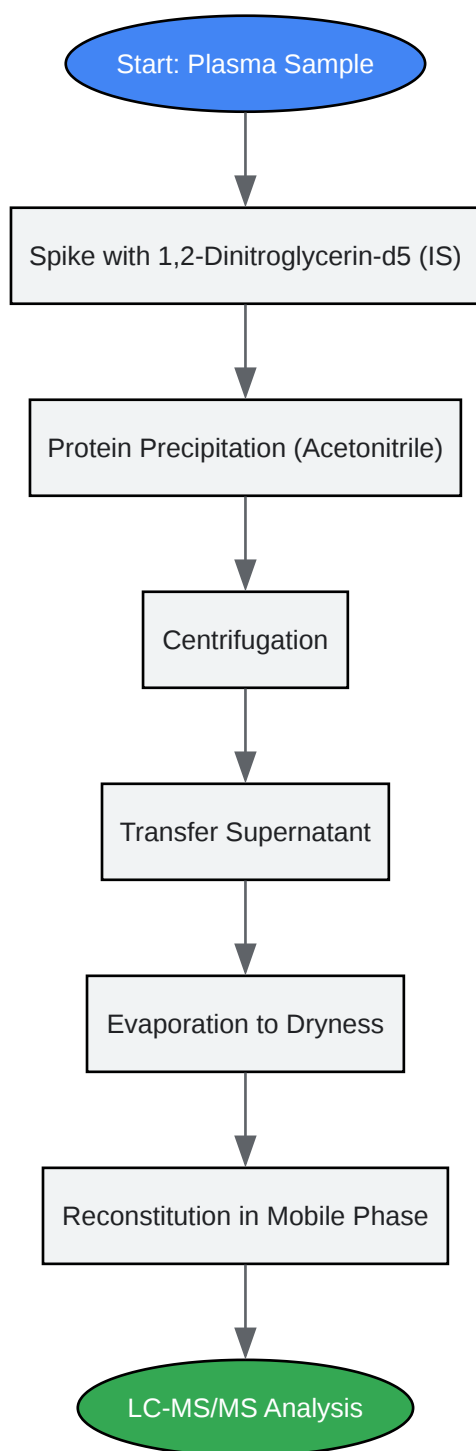 Start: Plasma Sample
Spike with 1,2-Dinitroglycerin-d5 (IS)
Protein Precipitation (Acetonitrile)
Centrifugation
Transfer Supernatant
Evaporation to Dryness
Reconstitution in Mobile Phase
LC-MS/MS Analysis